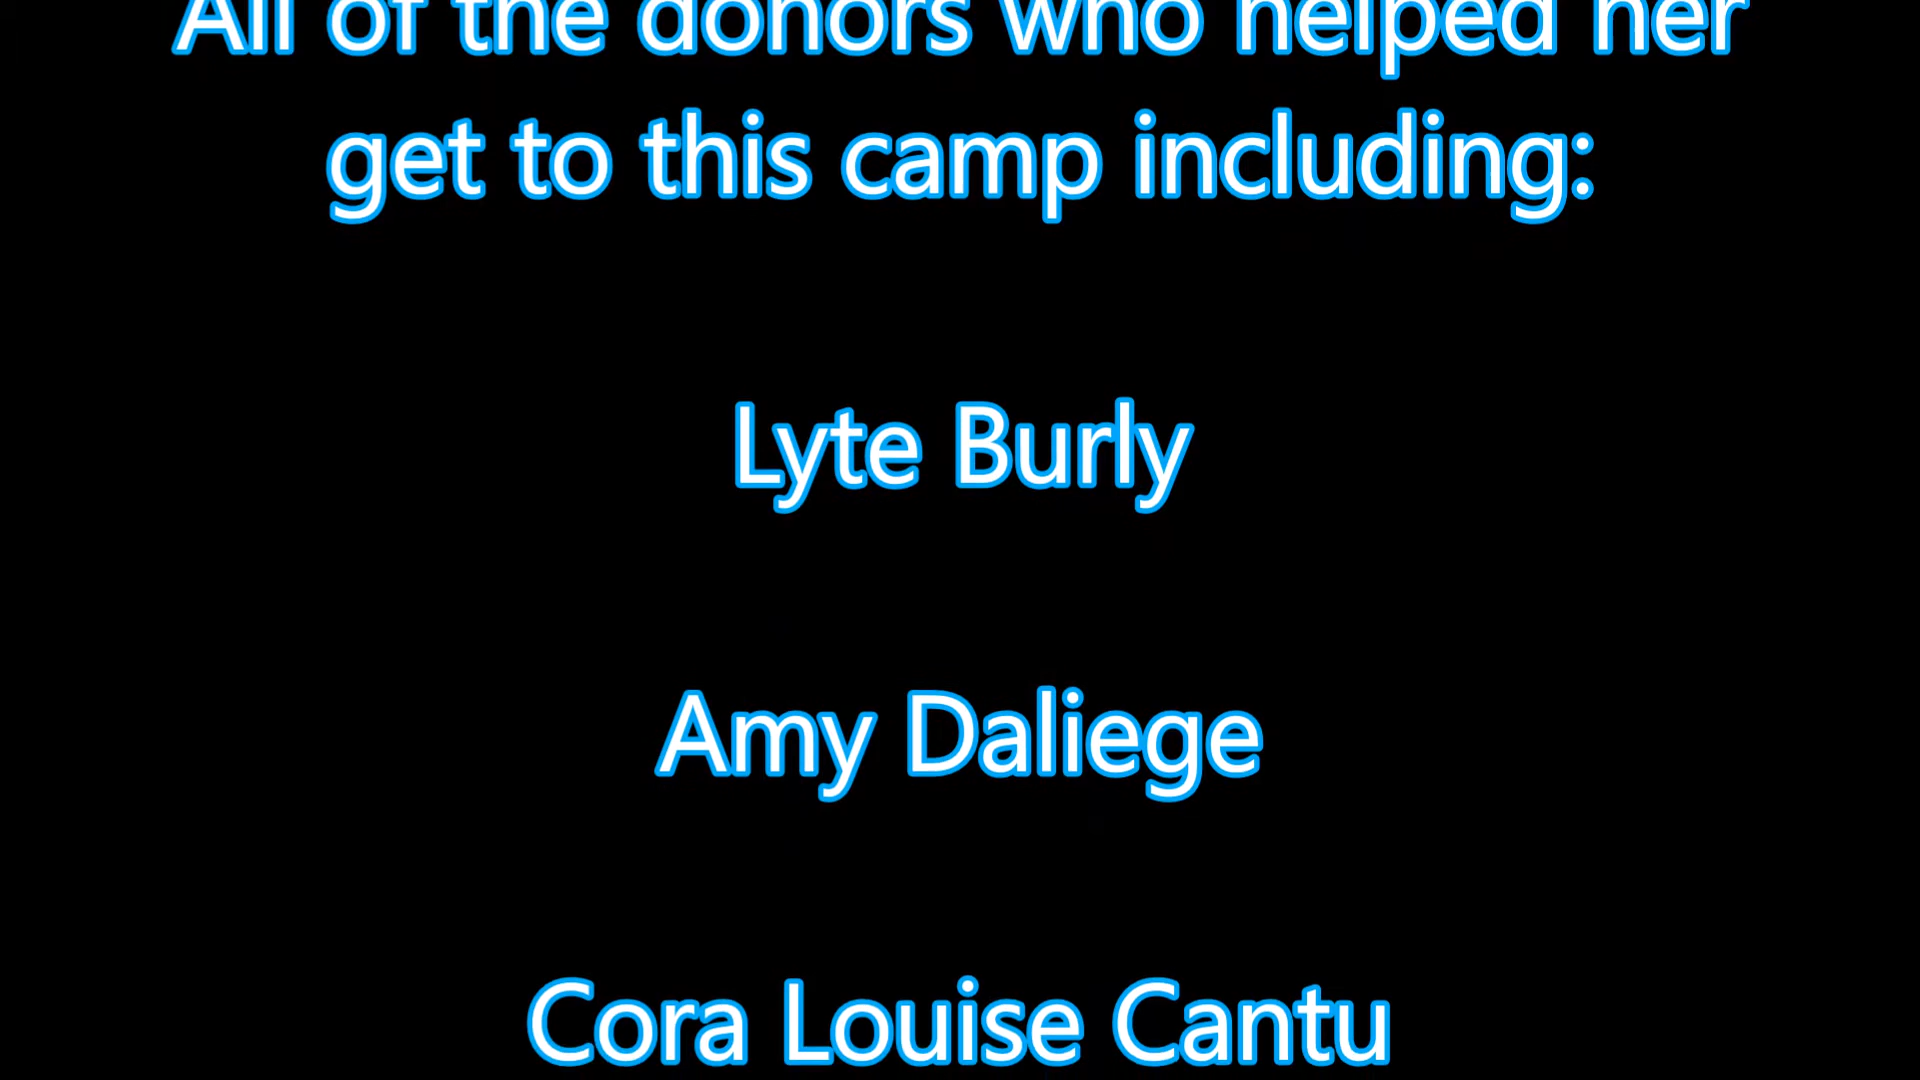 All of the donors who helped her
get to this camp including:
Lyte Burly
Amy Daliege
Cora Louise Cantu